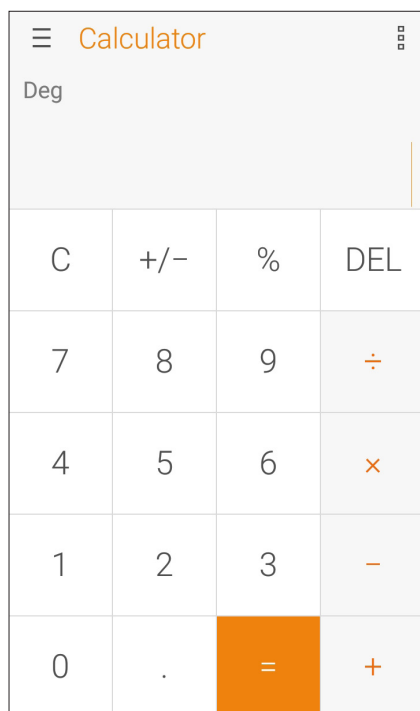 Calculator
Deg
C +/− % DEL
7 8 9 ÷
4 5 6 ×
1 2 3 −
0 . = +